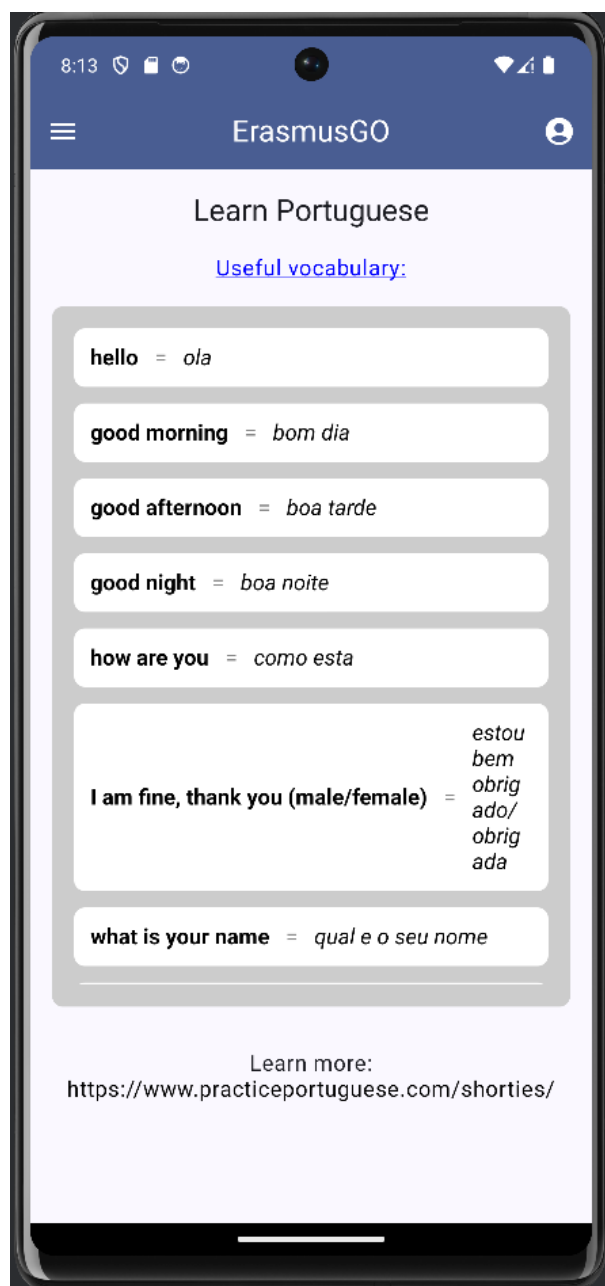 8:13
ErasmusGO
Learn Portuguese
Useful vocabulary:
hello = ola
good morning = bom dia
good afternoon = boa tarde
good night = boa noite
how are you = como esta
I am fine, thank you (male/female) = estou
bem
obrig
ado/
obrig
ada
what is your name = qual e o seu nome
Learn more:
https://www.practiceportuguese.com/shorties/